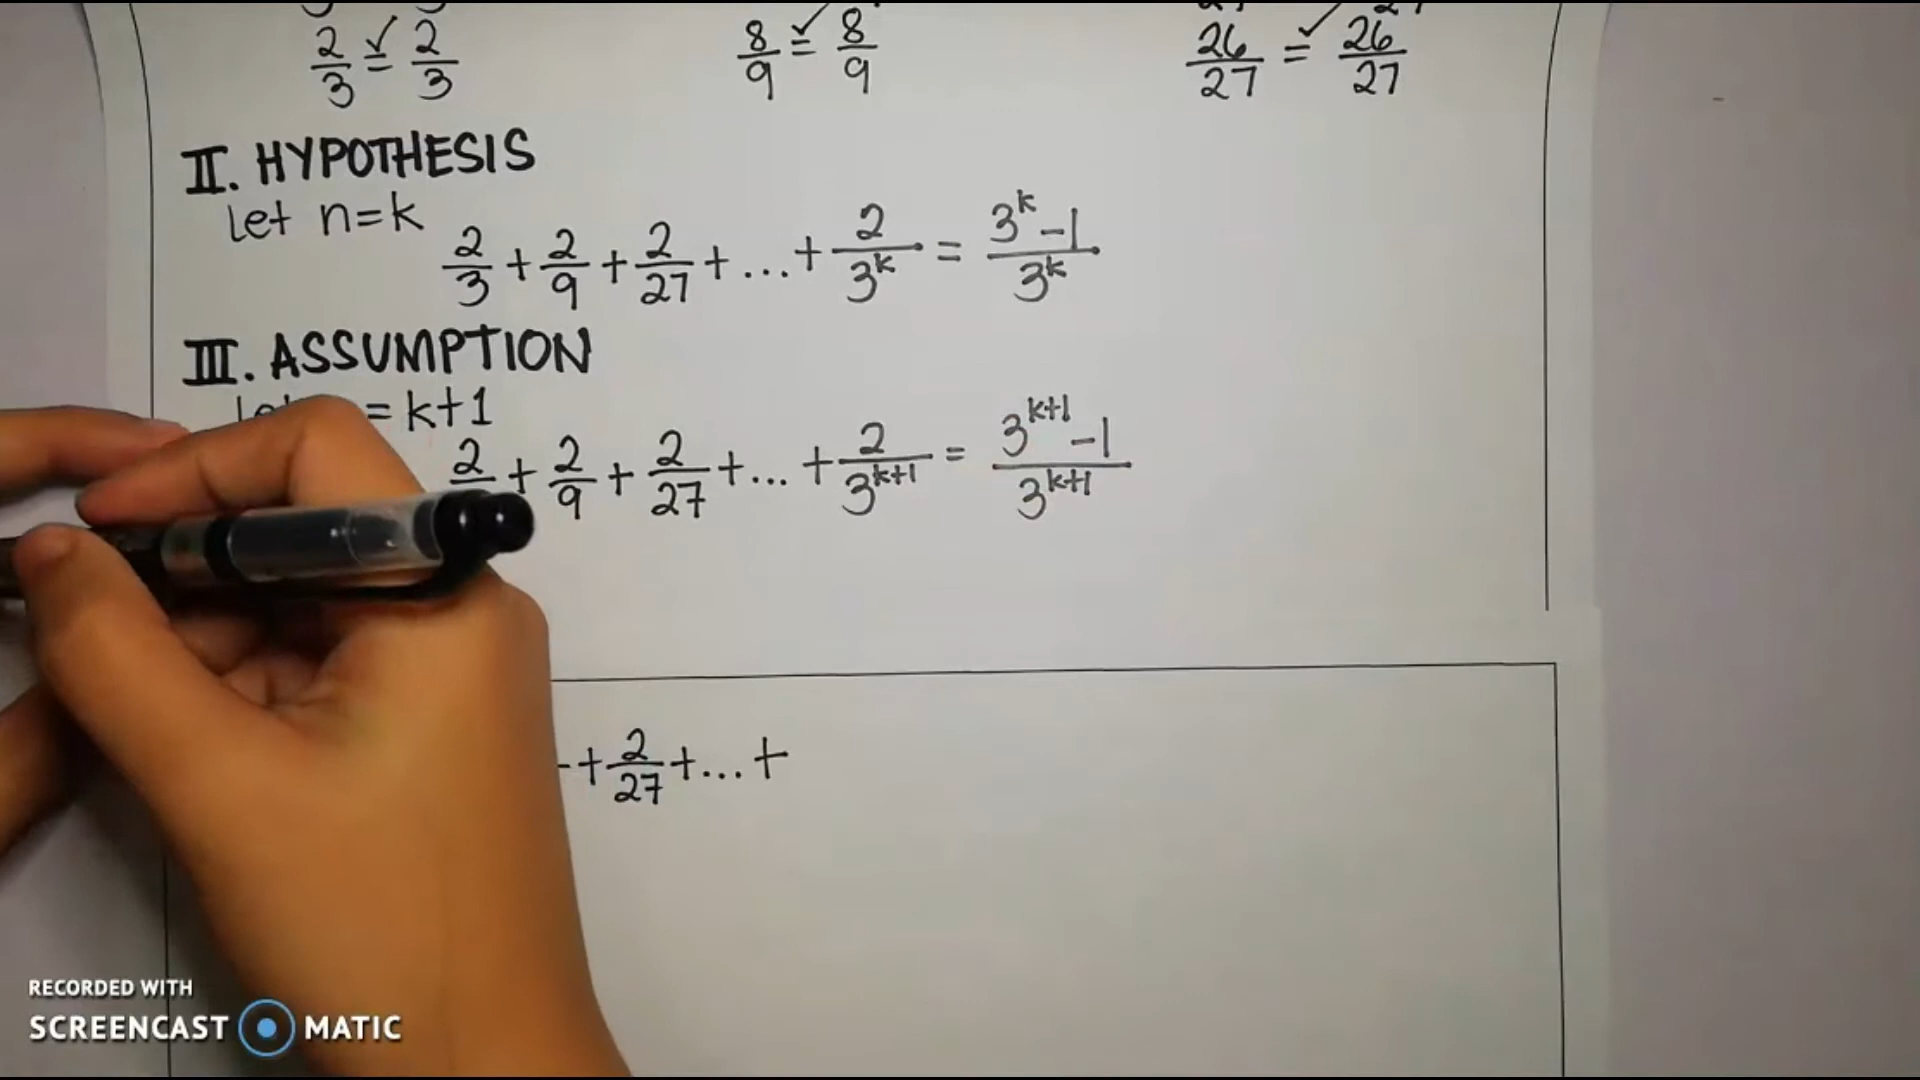 2/3 =✓ 2/3    8/9 =✓ 8/9    26/27 =✓ 26/27
II. HYPOTHESIS
let n=k
2/3 + 2/9 + 2/27 + ... + 2/3^k = 3^k-1/3^k
III. ASSUMPTION
= k+1
2 + 2/9 + 2/27 + ... + 2/3^k+1 = 3^k+1-1/3^k+1
+ 2/27 + ... +
RECORDED WITH
SCREENCAST MATIC